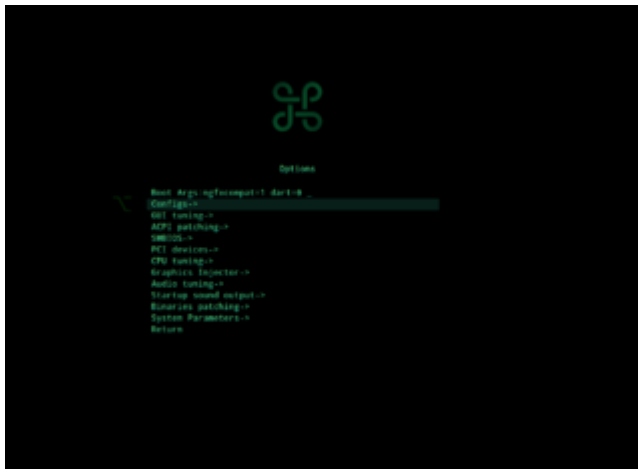 Options
Boot Args:ngfxcompat=1 dart=0 _
Configs->
GUI tuning->
ACPI patching->
SMBIOS->
PCI devices->
CPU tuning->
Graphics Injector->
Audio tuning->
Startup sound output->
Binaries patching->
System Parameters->
Return